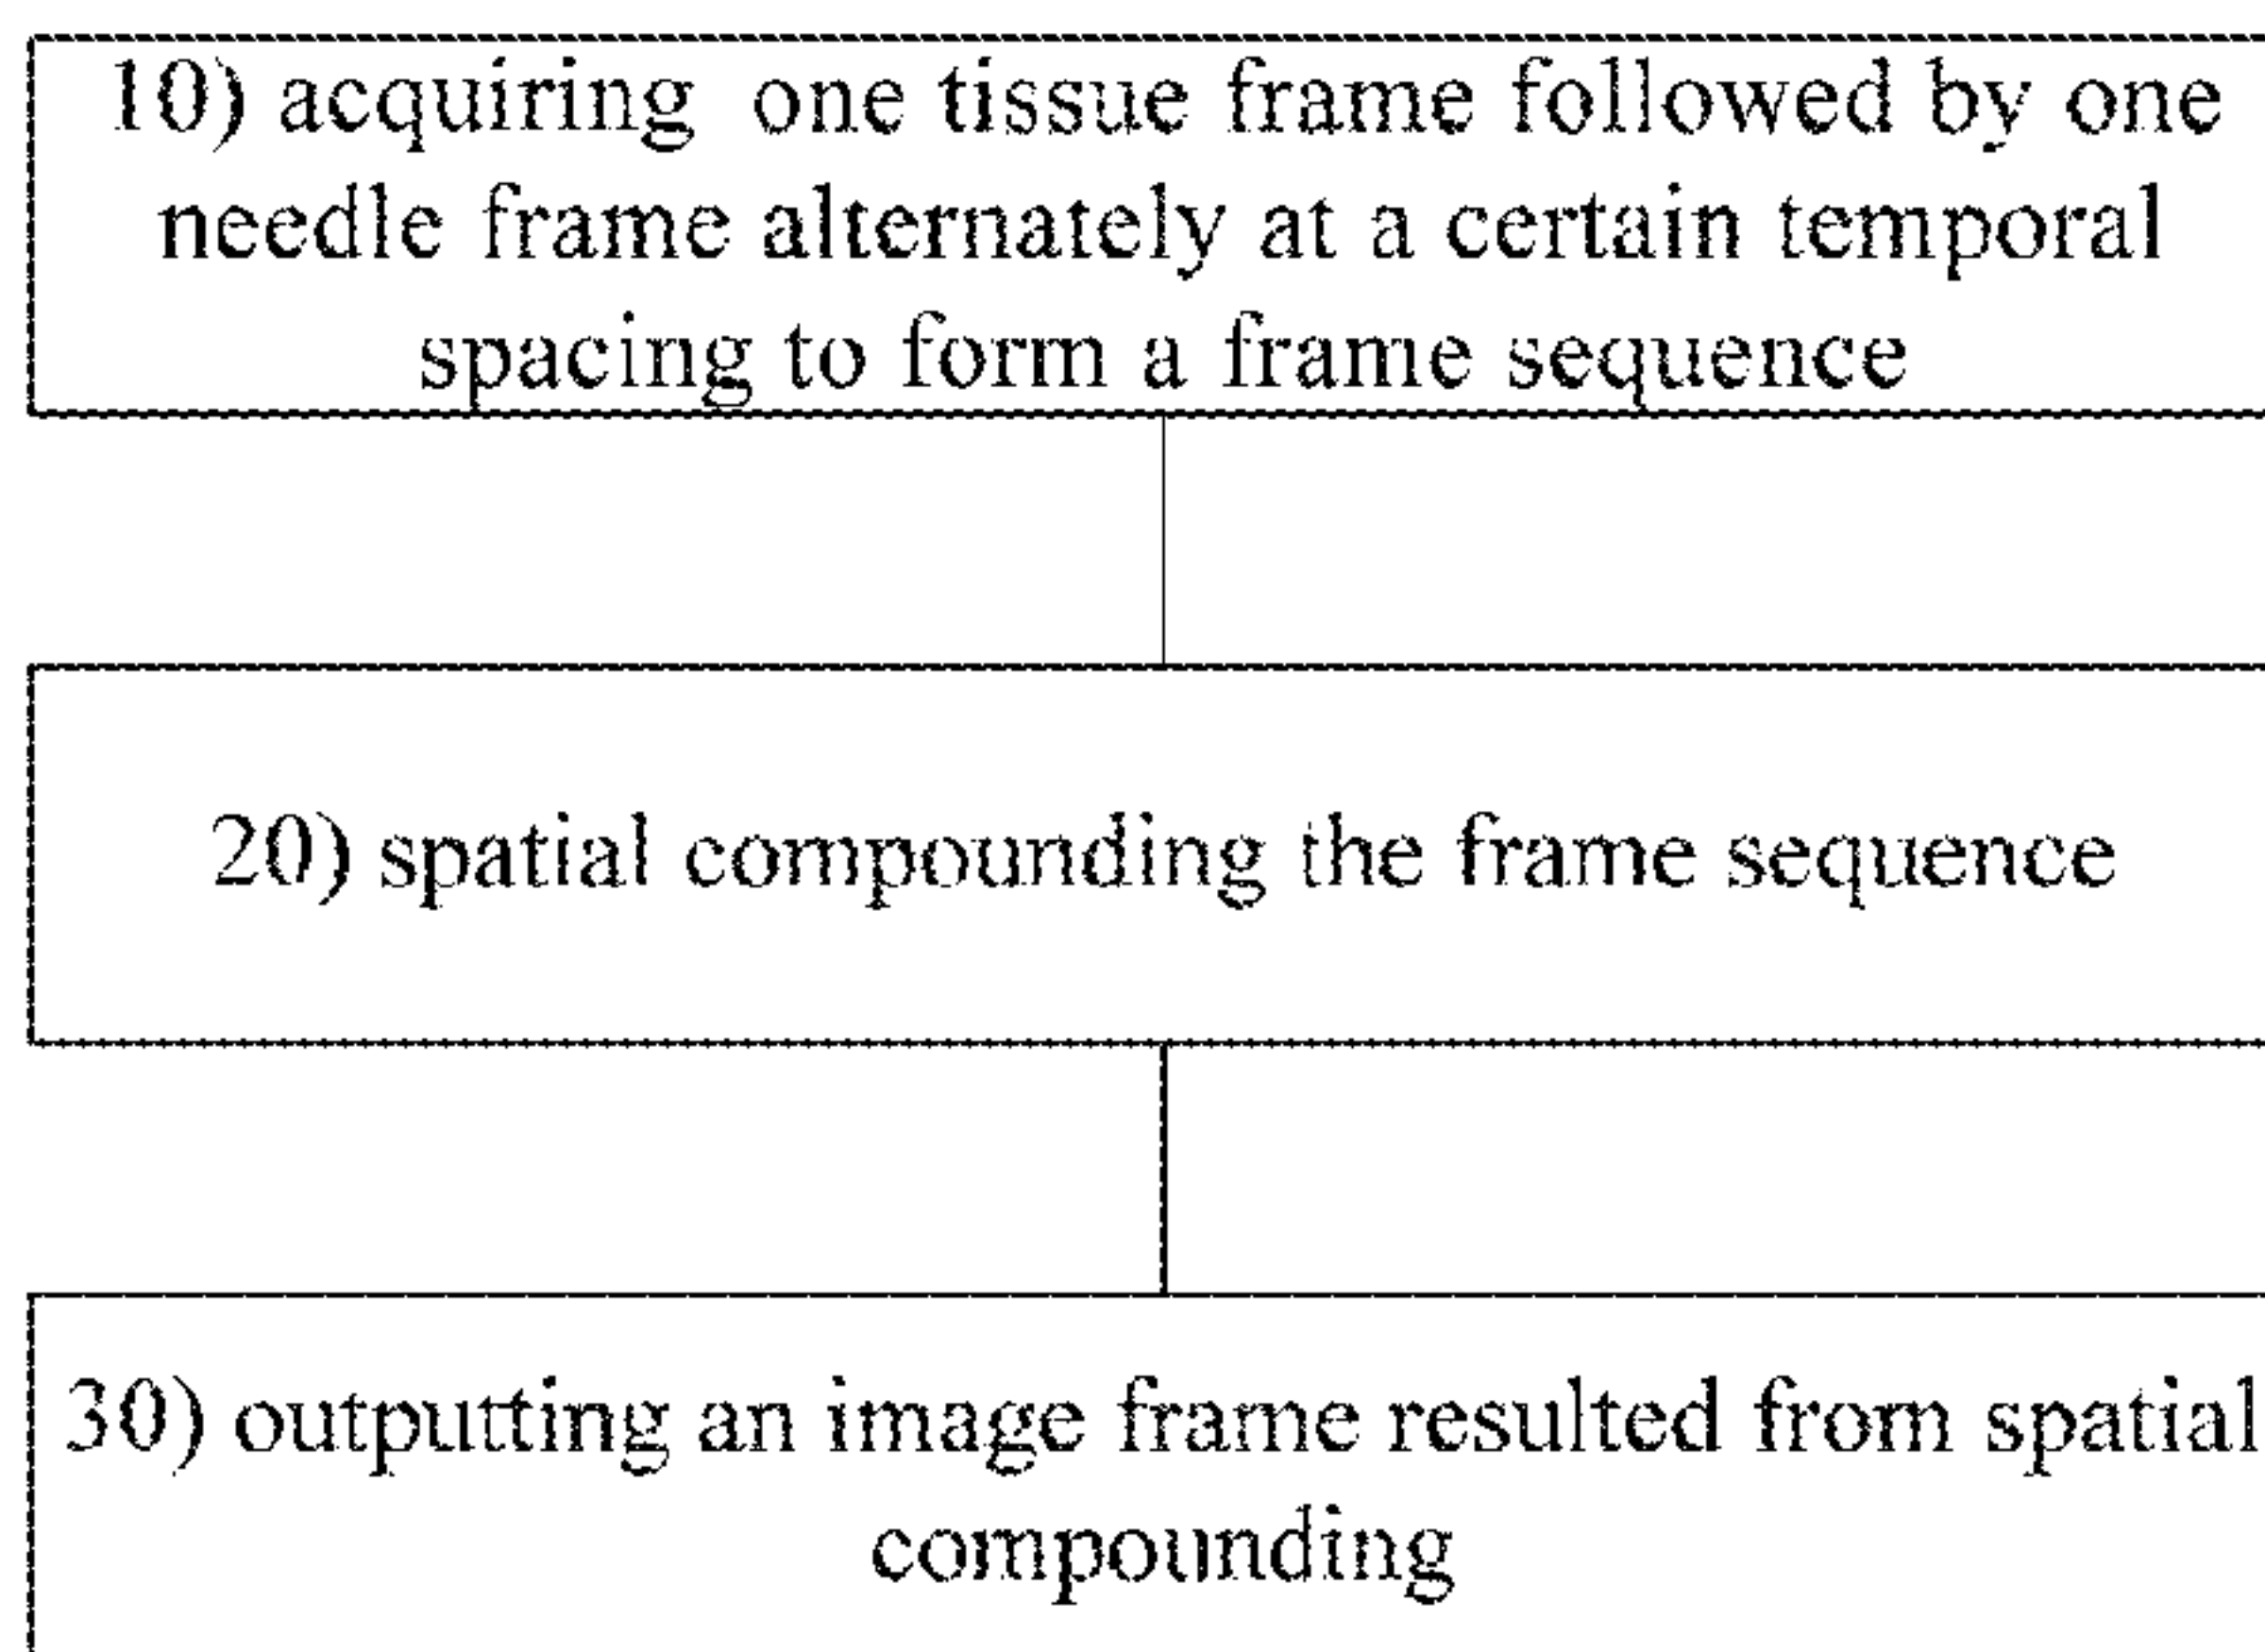 10) acquiring one tissue frame followed by one
needle frame alternately at a certain temporal
spacing to form a frame sequence
20) spatial compounding the frame sequence
30) outputting an image frame resulted from spatial
compounding